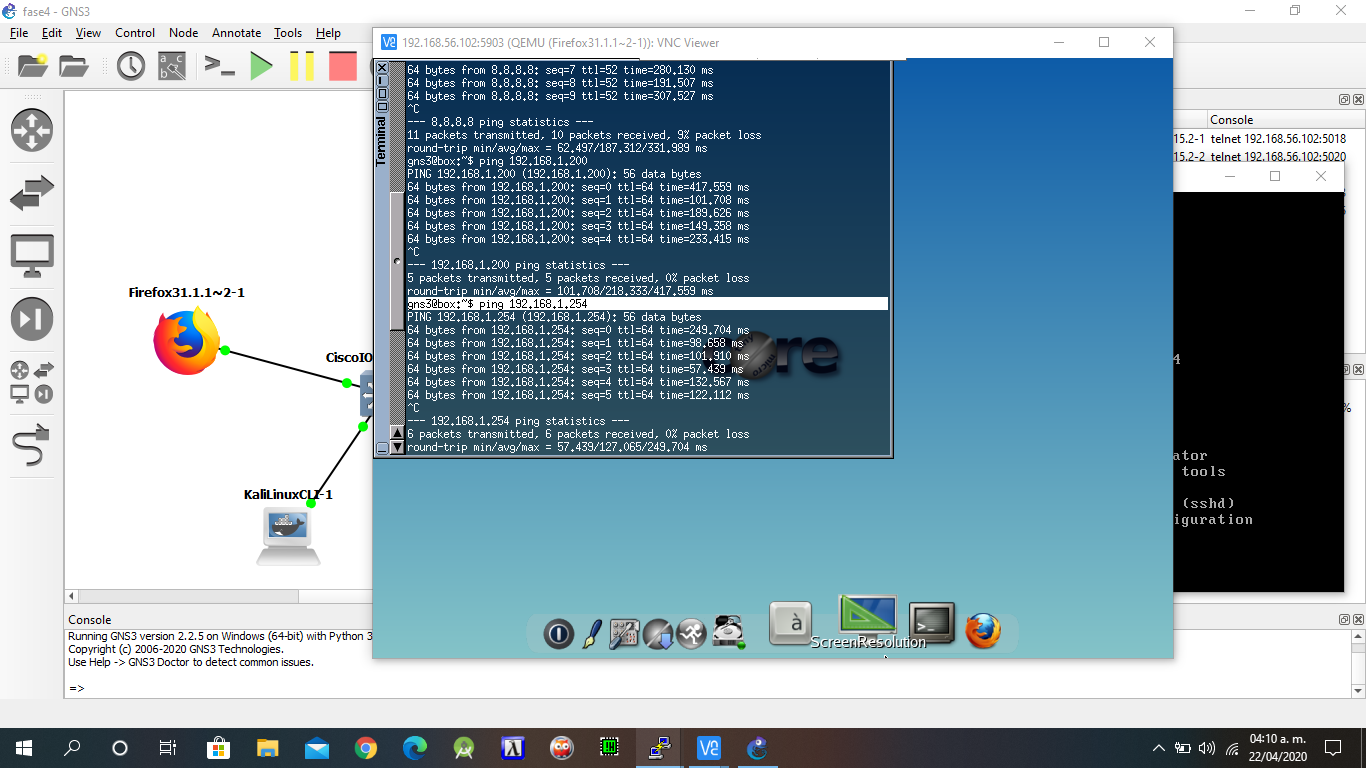 fase4 - GNS3
File Edit View Control Node Annotate Tools Help
192.168.56.102:5903 (QEMU (Firefox31.1.1~2-1)): VNC Viewer
Terminal
64 bytes from 8.8.8.8: seq=7 ttl=52 time=280.130 ms
64 bytes from 8.8.8.8: seq=8 ttl=52 time=191.507 ms
64 bytes from 8.8.8.8: seq=9 ttl=52 time=307.527 ms
^C
--- 8.8.8.8 ping statistics ---
11 packets transmitted, 10 packets received, 9% packet loss
round-trip min/avg/max = 62.497/187.312/331.989 ms
gns3@box:~$ ping 192.168.1.200
PING 192.168.1.200 (192.168.1.200): 56 data bytes
64 bytes from 192.168.1.200: seq=0 ttl=64 time=417.559 ms
64 bytes from 192.168.1.200: seq=1 ttl=64 time=101.708 ms
64 bytes from 192.168.1.200: seq=2 ttl=64 time=189.626 ms
64 bytes from 192.168.1.200: seq=3 ttl=64 time=149.358 ms
64 bytes from 192.168.1.200: seq=4 ttl=64 time=233.415 ms
^C
--- 192.168.1.200 ping statistics ---
5 packets transmitted, 5 packets received, 0% packet loss
round-trip min/avg/max = 101.708/218.333/417.559 ms
gns3@box:~$ ping 192.168.1.254
PING 192.168.1.254 (192.168.1.254): 56 data bytes
64 bytes from 192.168.1.254: seq=0 ttl=64 time=249.704 ms
64 bytes from 192.168.1.254: seq=1 ttl=64 time=98.658 ms
64 bytes from 192.168.1.254: seq=2 ttl=64 time=101.910 ms
64 bytes from 192.168.1.254: seq=3 ttl=64 time=57.439 ms
64 bytes from 192.168.1.254: seq=4 ttl=64 time=132.567 ms
64 bytes from 192.168.1.254: seq=5 ttl=64 time=122.112 ms
^C
--- 192.168.1.254 ping statistics ---
6 packets transmitted, 6 packets received, 0% packet loss
round-trip min/avg/max = 57.439/127.065/249.704 ms
ore
micro
à
ScreenResolution
Console
15.2-1 telnet 192.168.56.102:5018
15.2-2 telnet 192.168.56.102:5020
4
%
ator
tools
(sshd)
iguration
Firefox31.1.1~2-1
CiscoIO
KaliLinuxCLI-1
Console
Running GNS3 version 2.2.5 on Windows (64-bit) with Python 3
Copyright (c) 2006-2020 GNS3 Technologies.
Use Help -> GNS3 Doctor to detect common issues.
=>
04:10 a. m.
22/04/2020